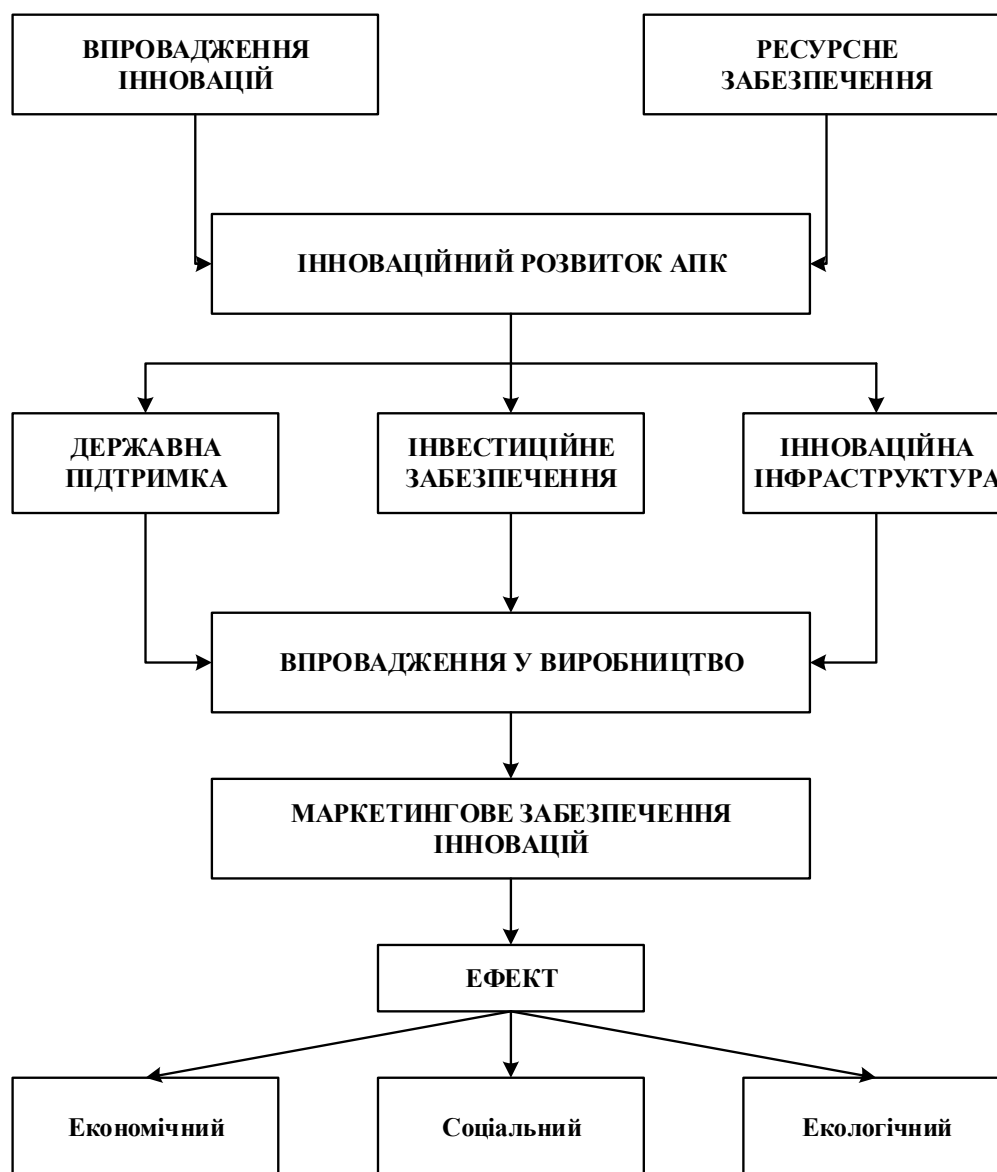 ВПРОВАДЖЕННЯ
ІННОВАЦІЙ
РЕСУРСНЕ
ЗАБЕЗПЕЧЕННЯ
ІННОВАЦІЙНИЙ РОЗВИТОК АПК
ДЕРЖАВНА
ПІДТРИМКА
ІНВЕСТИЦІЙНЕ
ЗАБЕЗПЕЧЕННЯ
ІННОВАЦІЙНА
ІНФРАСТРУКТУРА
ВПРОВАДЖЕННЯ У ВИРОБНИЦТВО
МАРКЕТИНГОВЕ ЗАБЕЗПЕЧЕННЯ
ІННОВАЦІЙ
ЕФЕКТ
Економічний
Соціальний
Екологічний